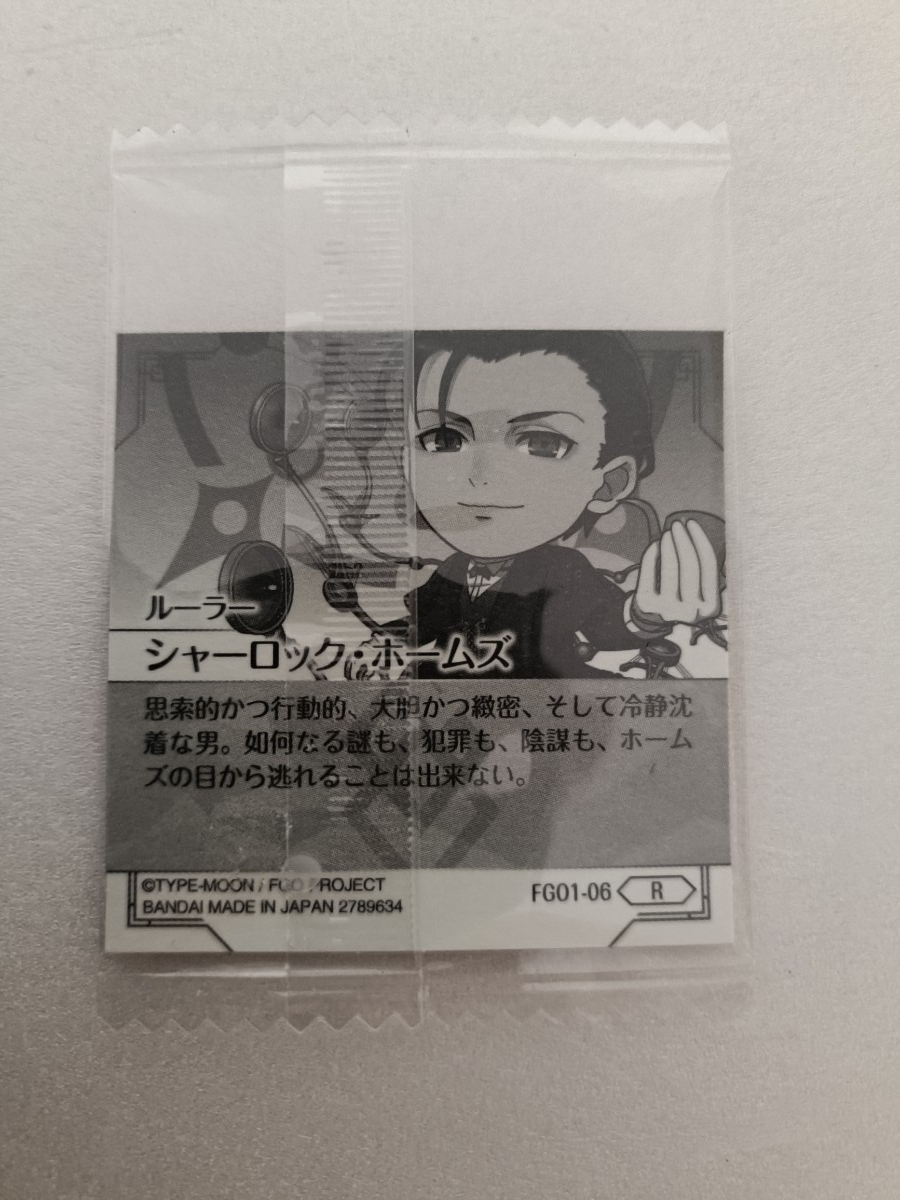 ルーラー
シャーロック・ホームズ
思索的かつ行動的、大胆かつ緻密、そして冷静沈
着な男。如何なる謎も、犯罪も、陰謀も、ホーム
ズの目から逃れることは出来ない。
©TYPE-MOON / FGO PROJECT
BANDAI MADE IN JAPAN 2789634
FG01-06 R